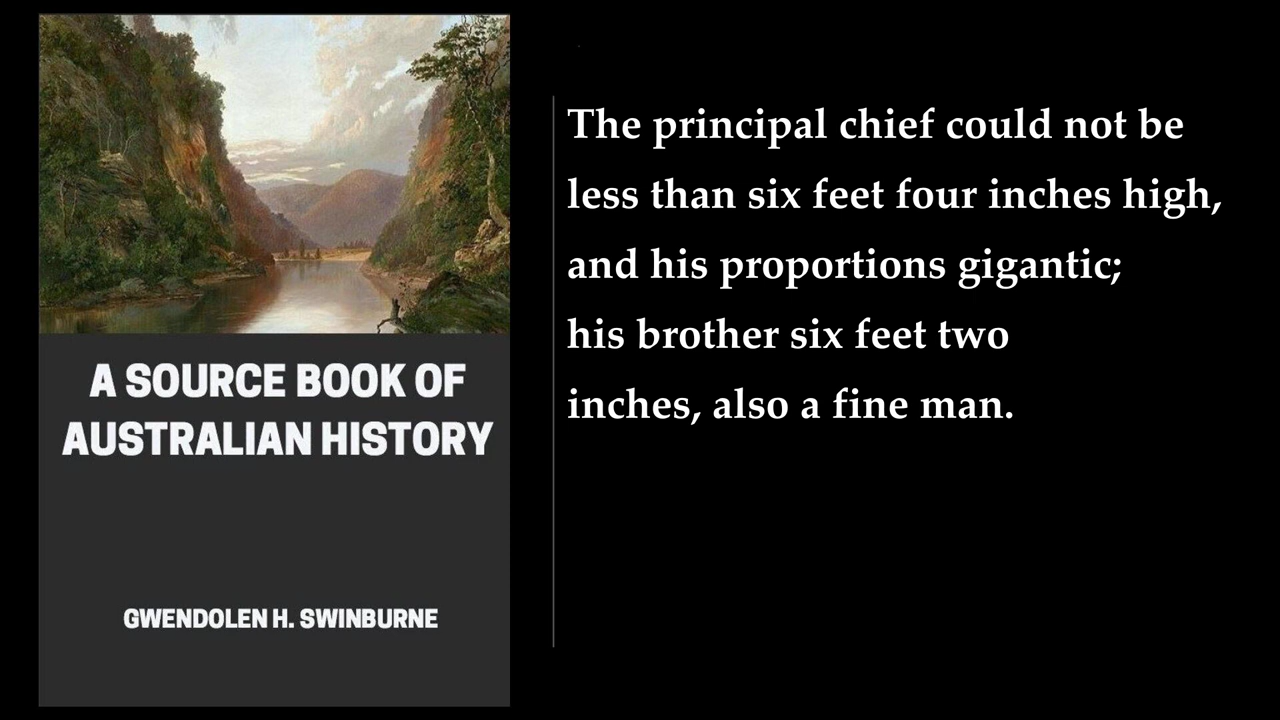 A SOURCE BOOK OF
AUSTRALIAN HISTORY
GWENDOLEN H. SWINBURNE
The principal chief could not be
less than six feet four inches high,
and his proportions gigantic;
his brother six feet two
inches, also a fine man.